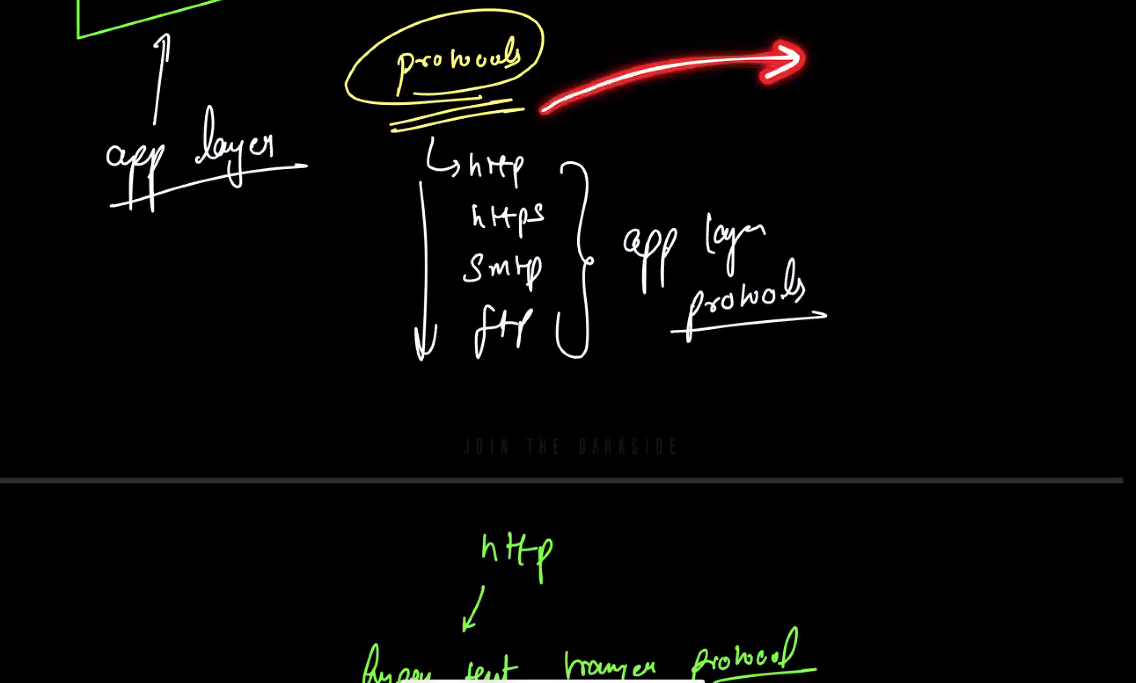 protocols
app layer
http
https
smtp
ftp
app layer
protocols
JOIN THE DARKSIDE
http
hyper text transfer protocol